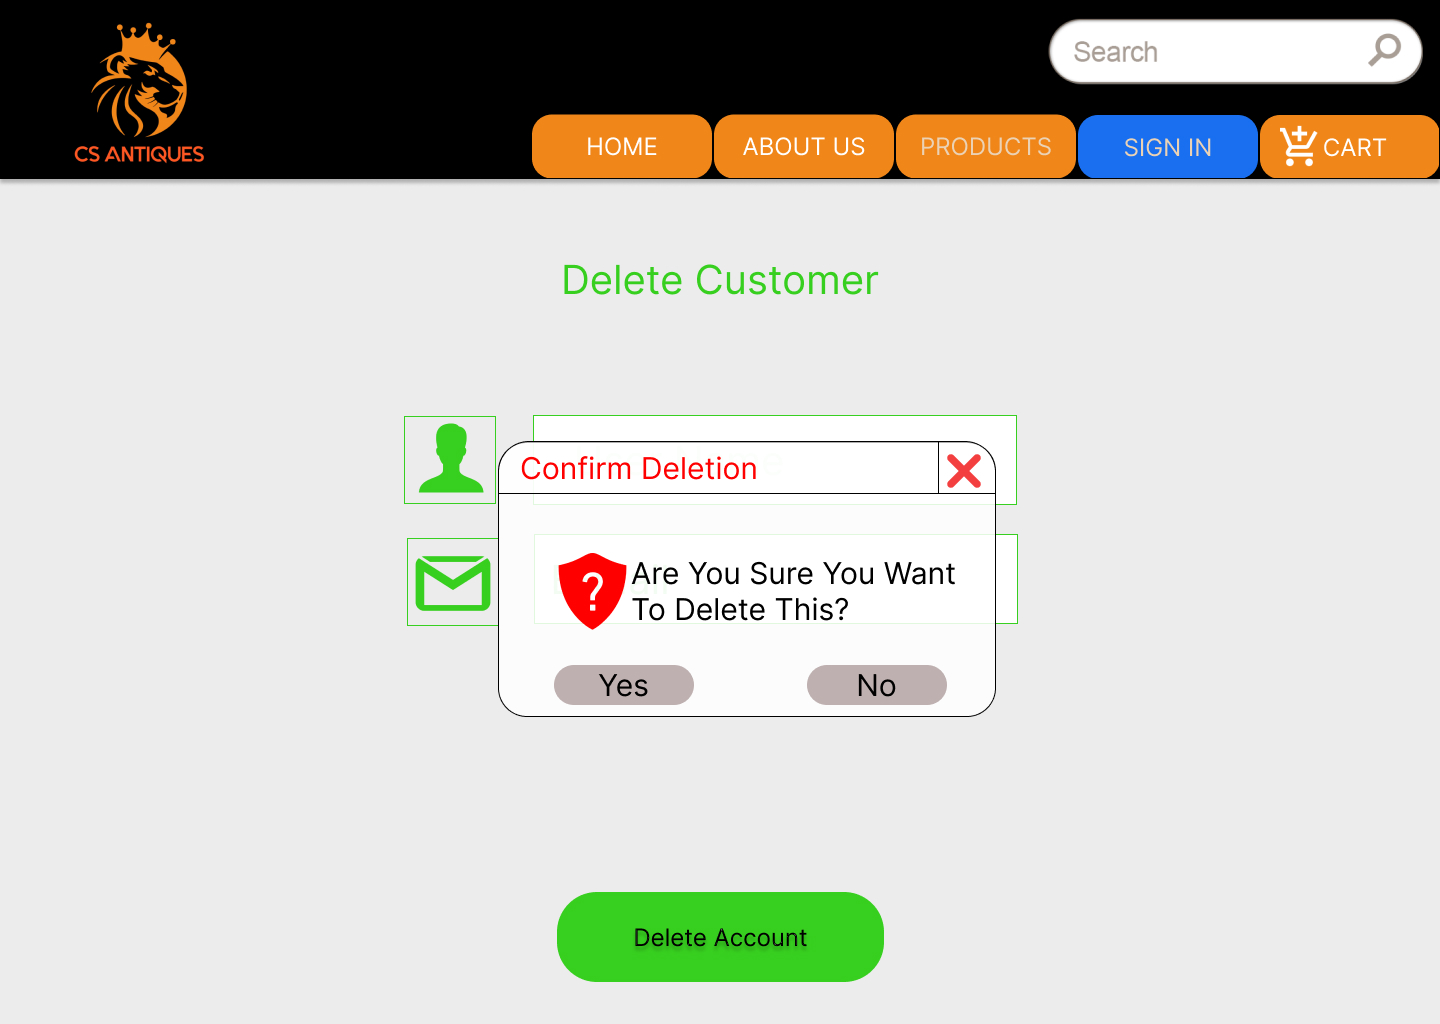 CS ANTIQUES
Search
HOME
ABOUT US
PRODUCTS
SIGN IN
CART
Delete Customer
Confirm Deletion
?
Are You Sure You Want
To Delete This?
Yes
No
Delete Account